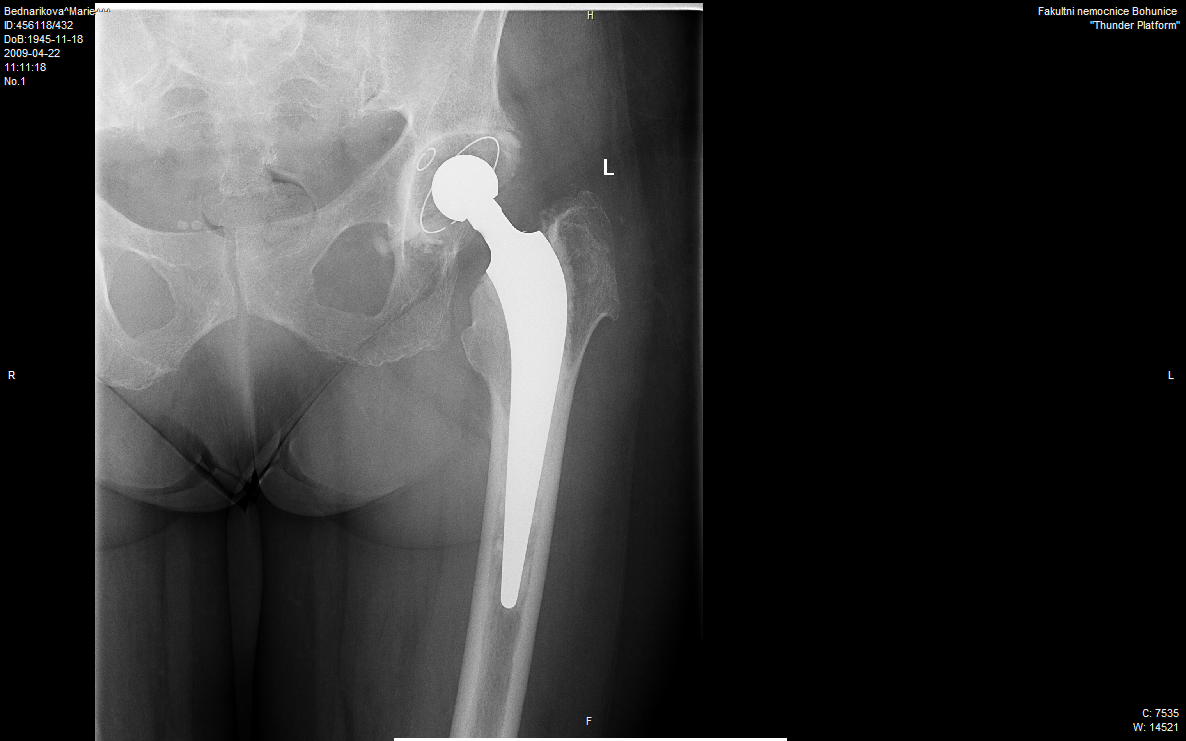 Bednarikova^Marie^^^
ID:456118/432
DoB:1945-11-18
2009-04-22
11:11:18
No.1
Fakultni nemocnice Bohunice
"Thunder Platform"
H
L
R
L
F
C: 7535
W: 14521